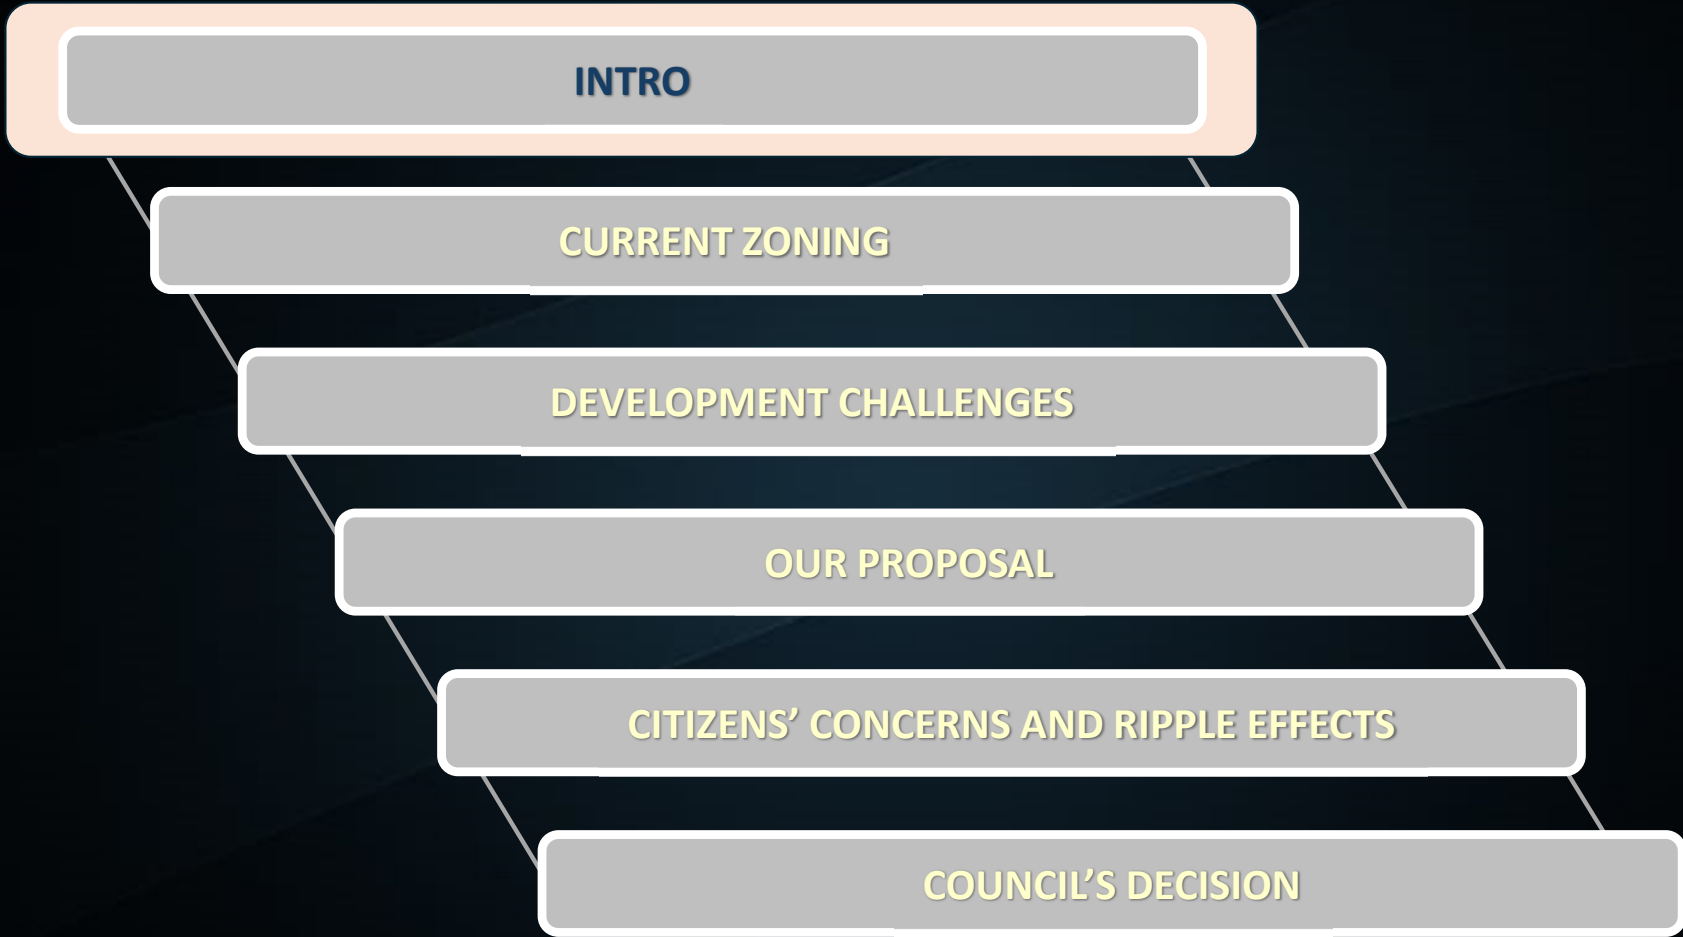 INTRO
CURRENT ZONING
DEVELOPMENT CHALLENGES
OUR PROPOSAL
CITIZENS’ CONCERNS AND RIPPLE EFFECTS
COUNCIL’S DECISION